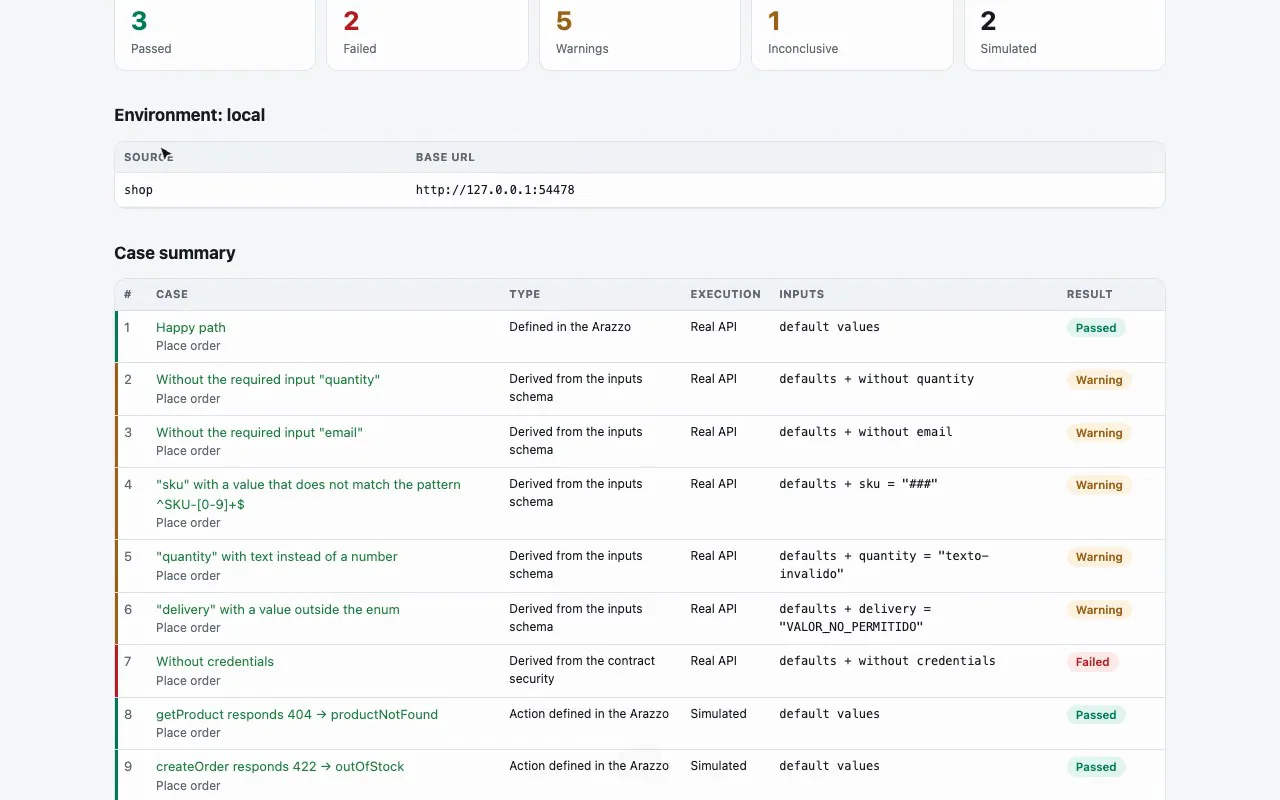 3
Passed
2
Failed
5
Warnings
1
Inconclusive
2
Simulated
Environment: local
SOURCE
BASE URL
shop
http://127.0.0.1:54478
Case summary
# CASE TYPE EXECUTION INPUTS RESULT
1 Happy path Defined in the Arazzo Real API default values Passed
Place order
2 Without the required input "quantity" Derived from the inputs Real API defaults + without quantity Warning
Place order schema
3 Without the required input "email" Derived from the inputs Real API defaults + without email Warning
Place order schema
4 "sku" with a value that does not match the pattern Derived from the inputs Real API defaults + sku = "###" Warning
^SKU-[0-9]+$ schema
Place order
5 "quantity" with text instead of a number Derived from the inputs Real API defaults + quantity = "texto- Warning
Place order schema invalido"
6 "delivery" with a value outside the enum Derived from the inputs Real API defaults + delivery = Warning
Place order schema "VALOR_NO_PERMITIDO"
7 Without credentials Derived from the contract Real API defaults + without credentials Failed
Place order security
8 getProduct responds 404 → productNotFound Action defined in the Arazzo Simulated default values Passed
Place order
9 createOrder responds 422 → outOfStock Action defined in the Arazzo Simulated default values Passed
Place order